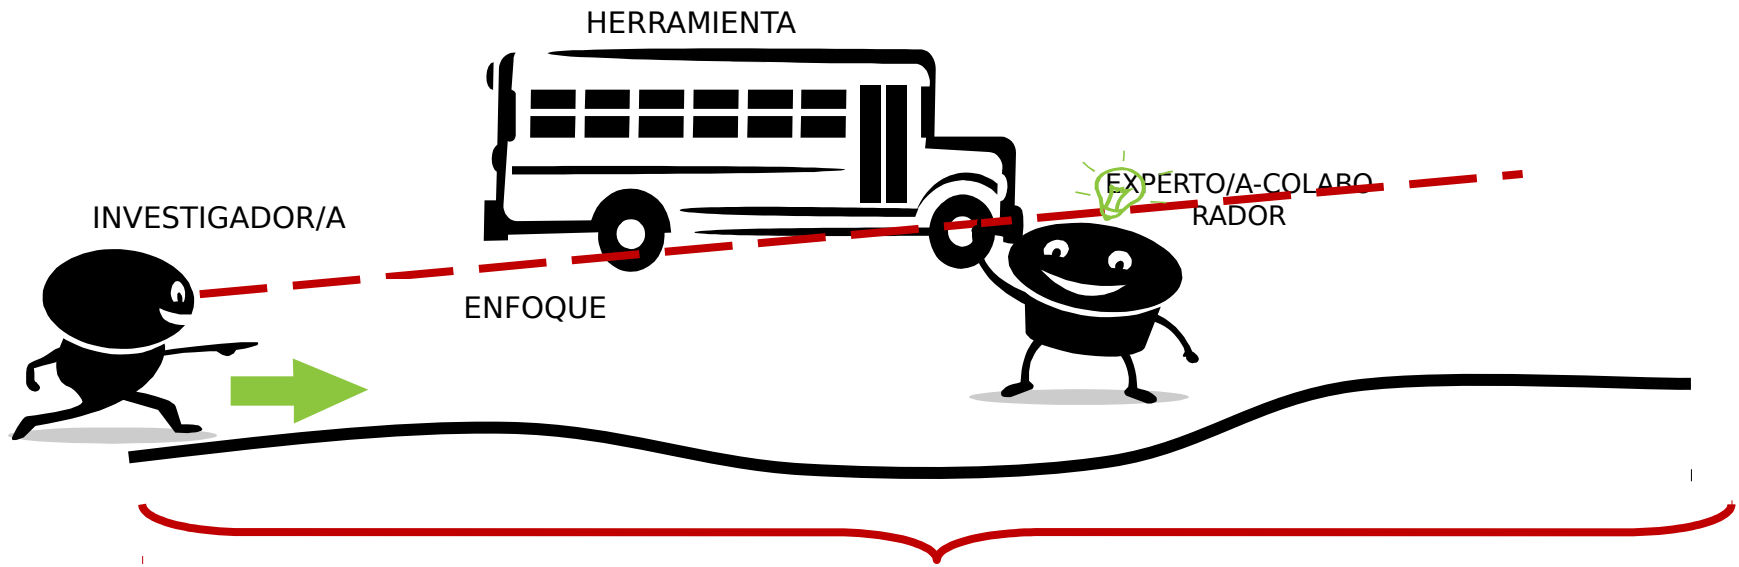 HERRAMIENTA
EXPERTO/A-COLABO
RADOR
INVESTIGADOR/A
ENFOQUE